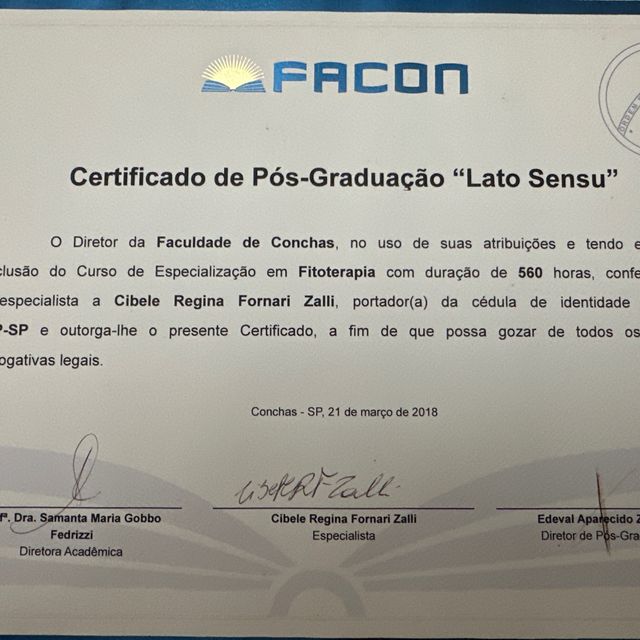 FACON
ORDEM
Certificado de Pós-Graduação “Lato Sensu”
O Diretor da Faculdade de Conchas, no uso de suas atribuições e tendo e
clusão do Curso de Especialização em Fitoterapia com duração de 560 horas, confe
especialista a Cibele Regina Fornari Zalli, portador(a) da cédula de identidade
P-SP e outorga-lhe o presente Certificado, a fim de que possa gozar de todos os
ogativas legais.
Conchas - SP, 21 de março de 2018
fª. Dra. Samanta Maria Gobbo
Fedrizzi
Diretora Acadêmica
Cibele Regina Fornari Zalli
Especialista
Edeval Aparecido Z
Diretor de Pós-Gra